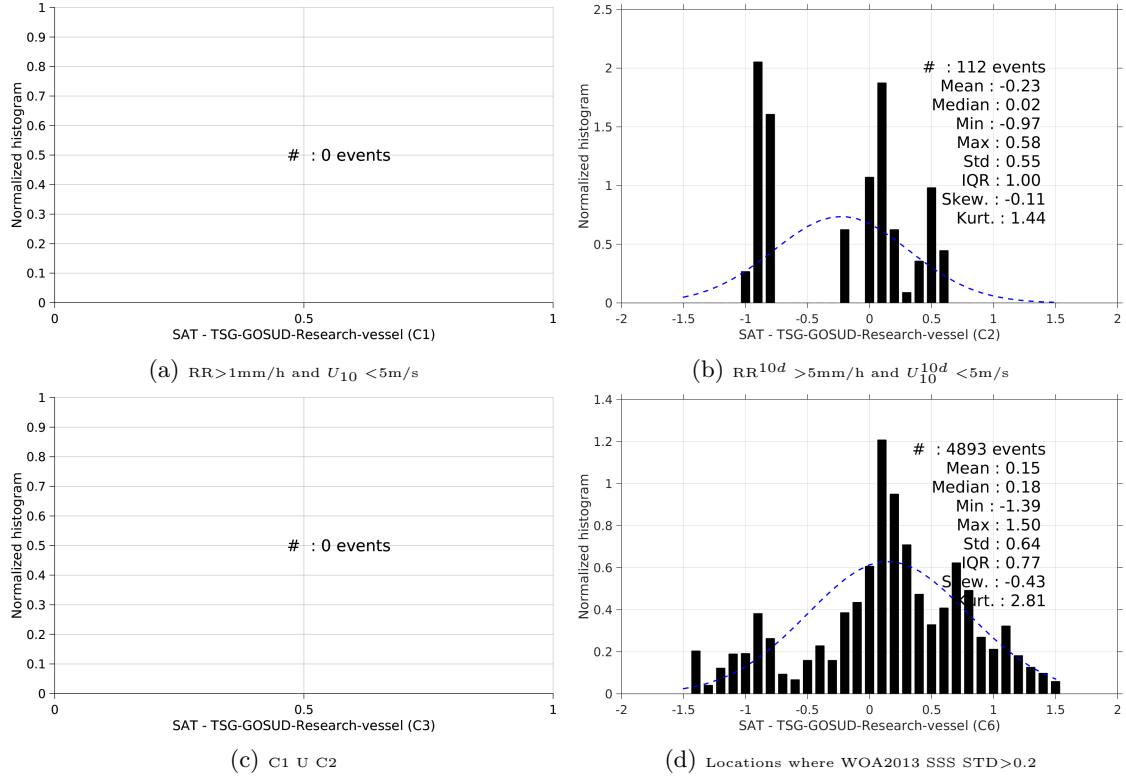 1
0.9
0.8
0.7
0.6
0.5
0.4
0.3
0.2
0.1
0
0 0.5 1
Normalized histogram
# : 0 events
SAT - TSG-GOSUD-Research-vessel (C1)
(a) RR>1mm/h and U10 <5m/s
2.5
2
1.5
1
0.5
0
-2 -1.5 -1 -0.5 0 0.5 1 1.5 2
Normalized histogram
# : 112 events
Mean : -0.23
Median : 0.02
Min : -0.97
Max : 0.58
Std : 0.55
IQR : 1.00
Skew. : -0.11
Kurt. : 1.44
SAT - TSG-GOSUD-Research-vessel (C2)
(b) RR10d >5mm/h and U10d10 <5m/s
1
0.9
0.8
0.7
0.6
0.5
0.4
0.3
0.2
0.1
0
0 0.5 1
Normalized histogram
# : 0 events
SAT - TSG-GOSUD-Research-vessel (C3)
(c) C1 U C2
1.4
1.2
1
0.8
0.6
0.4
0.2
0
-2 -1.5 -1 -0.5 0 0.5 1 1.5 2
Normalized histogram
# : 4893 events
Mean : 0.15
Median : 0.18
Min : -1.39
Max : 1.50
Std : 0.64
IQR : 0.77
Skew. : -0.43
Kurt. : 2.81
SAT - TSG-GOSUD-Research-vessel (C6)
(d) Locations where WOA2013 SSS STD>0.2